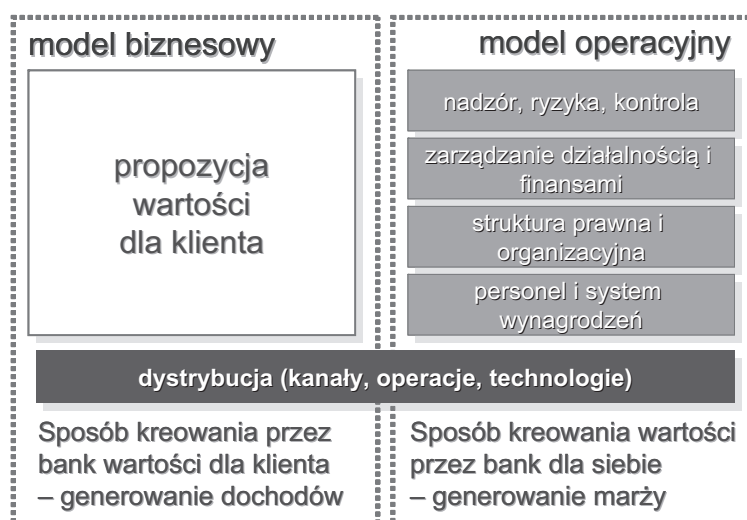 model biznesowy
propozycja
wartości
dla klienta
model operacyjny
nadzór, ryzyka, kontrola
zarządzanie działalnością i
finansami
struktura prawna i
organizacyjna
personel i system
wynagrodzeń
dystrybucja (kanały, operacje, technologie)
Sposób kreowania przez
bank wartości dla klienta
– generowanie dochodów
Sposób kreowania wartości
przez bank dla siebie
– generowanie marży